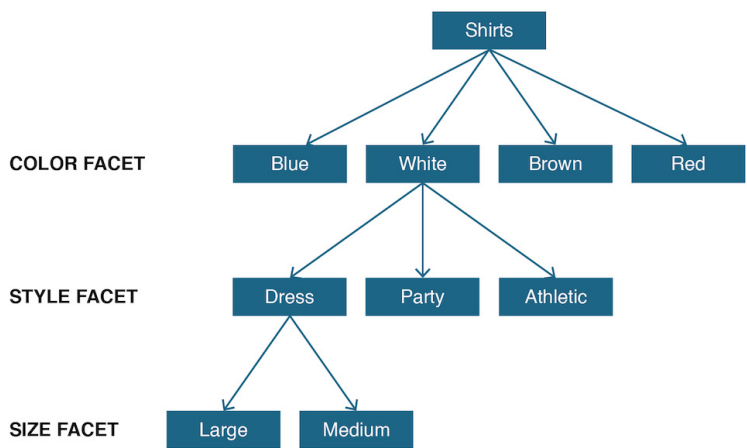 Shirts
COLOR FACET
Blue
White
Brown
Red
STYLE FACET
Dress
Party
Athletic
SIZE FACET
Large
Medium